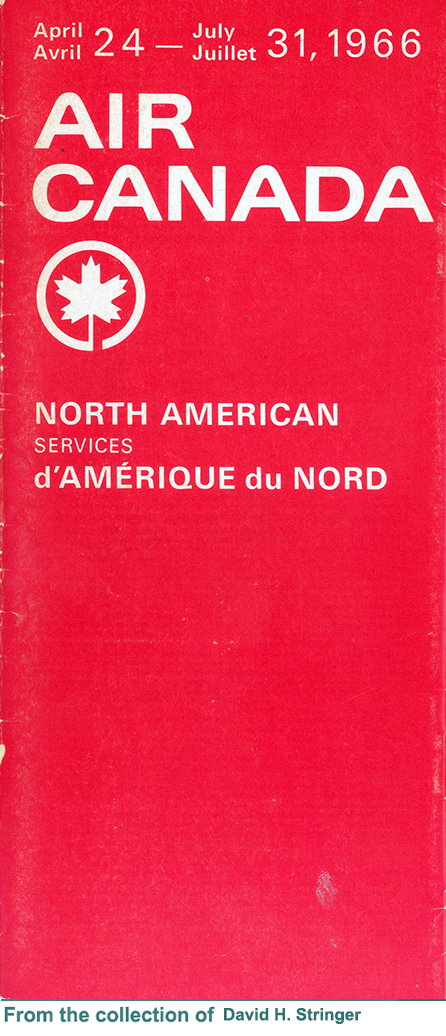 April 24 — July 31, 1966
Avril Juillet
AIR
CANADA
NORTH AMERICAN
SERVICES
d'AMÉRIQUE du NORD
From the collection of David H. Stringer